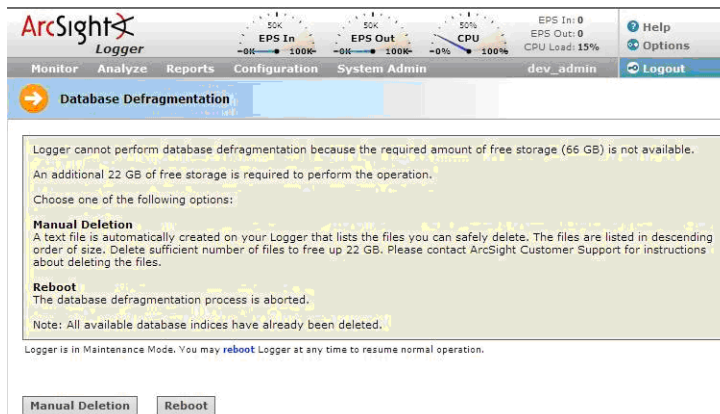 ArcSight
Logger
50K
EPS In
-0K 100K-
50K
EPS Out
-0K 100K-
50%
CPU
-0% 100%
EPS In: 0
EPS Out: 0
CPU Load: 15%
Help
Options
Monitor Analyze Reports Configuration System Admin dev_admin Logout
Database Defragmentation
Logger cannot perform database defragmentation because the required amount of free storage (66 GB) is not available.
An additional 22 GB of free storage is required to perform the operation.
Choose one of the following options:
Manual Deletion
A text file is automatically created on your Logger that lists the files you can safely delete. The files are listed in descending
order of size. Delete sufficient number of files to free up 22 GB. Please contact ArcSight Customer Support for instructions
about deleting the files.
Reboot
The database defragmentation process is aborted.
Note: All available database indices have already been deleted.
Logger is in Maintenance Mode. You may reboot Logger at any time to resume normal operation.
Manual Deletion Reboot